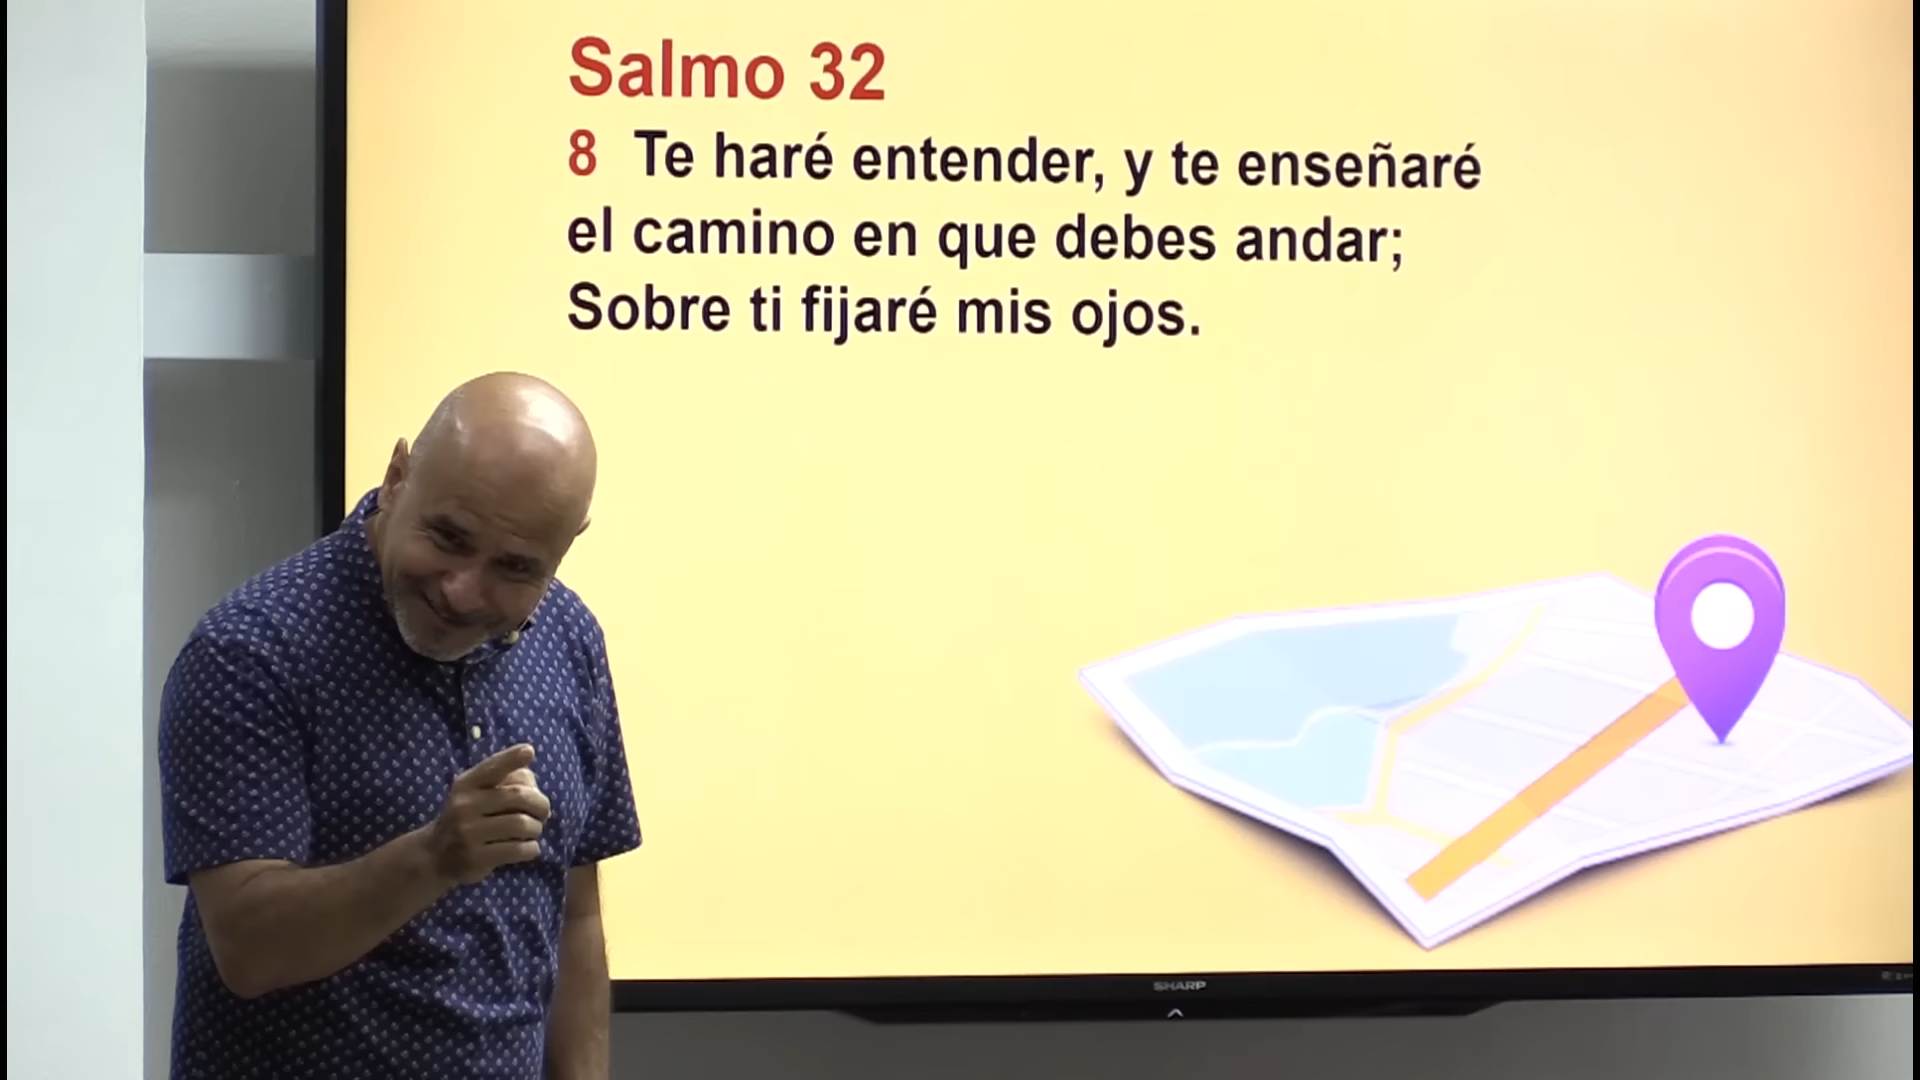 Salmo 32
8 Te haré entender, y te enseñaré
el camino en que debes andar;
Sobre ti fijaré mis ojos.
SHARP